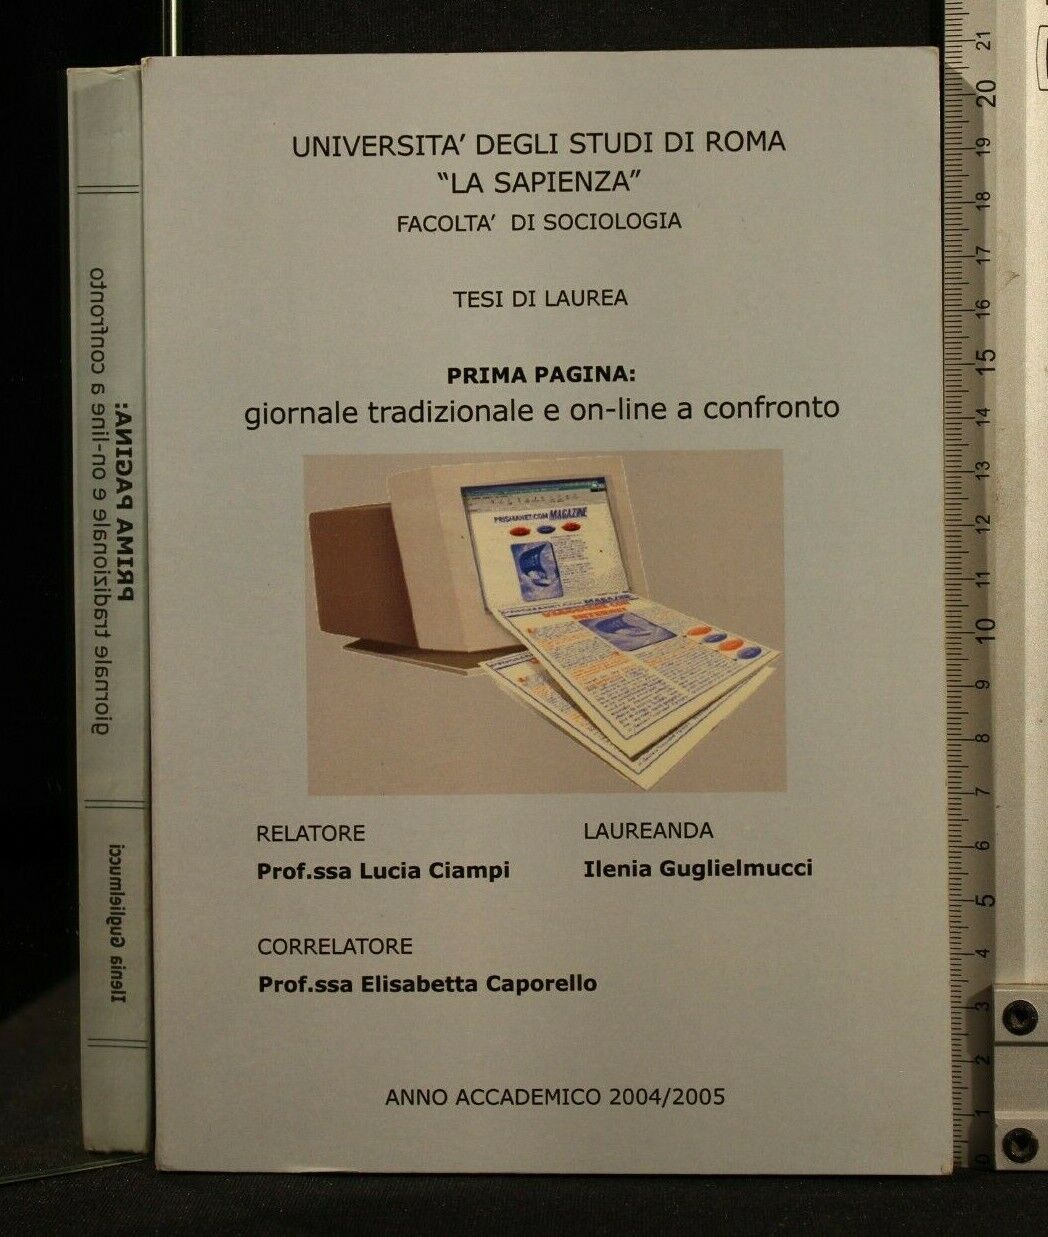 UNIVERSITA’ DEGLI STUDI DI ROMA
“LA SAPIENZA”
FACOLTA’ DI SOCIOLOGIA
TESI DI LAUREA
PRIMA PAGINA:
giornale tradizionale e on-line a confronto
PRISMANET.COM MAGAZINE
RELATORE
Prof.ssa Lucia Ciampi
LAUREANDA
Ilenia Guglielmucci
CORRELATORE
Prof.ssa Elisabetta Caporello
ANNO ACCADEMICO 2004/2005
PRIMA PAGINA:
giornale tradizionale e on-line a confronto
Ilenia Guglielmucci
21
20
19
18
17
16
15
14
13
12
11
10
9
8
7
6
5
4
3
2
1
0